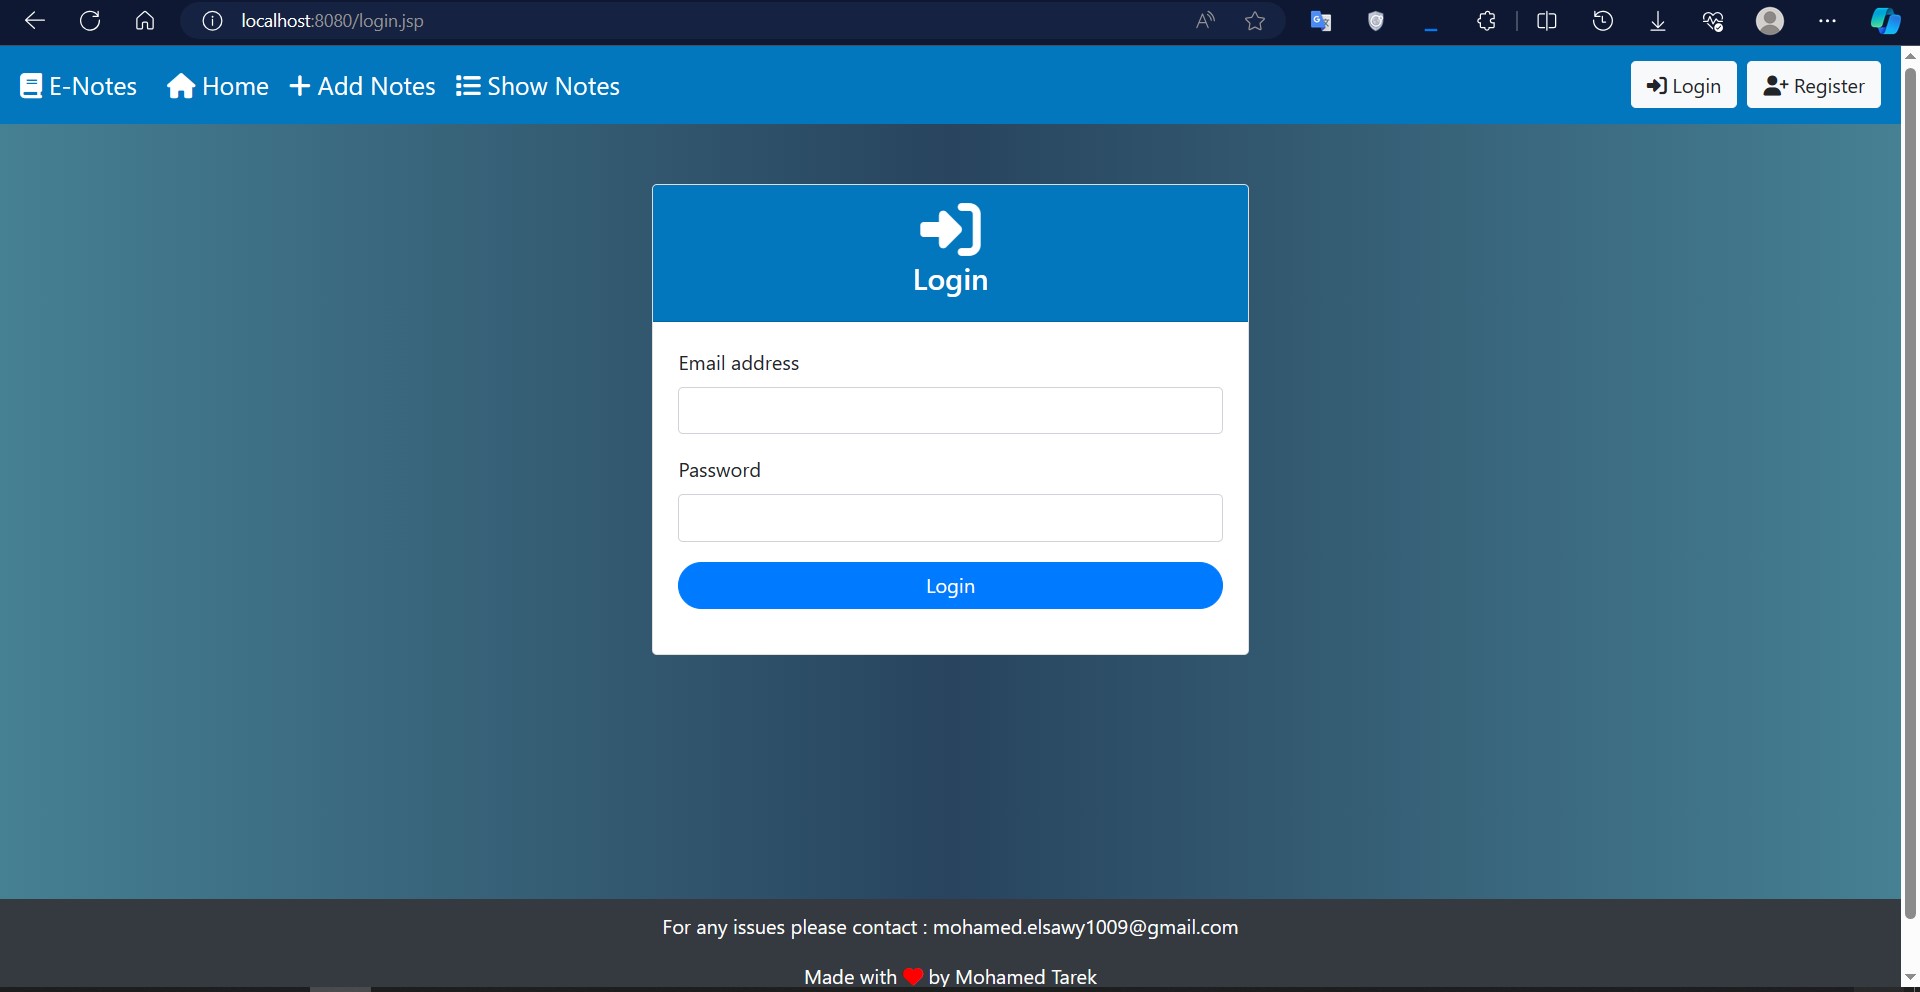 localhost:8080/login.jsp
E-Notes Home Add Notes Show Notes Login Register
Login
Email address
Password
Login
For any issues please contact : mohamed.elsawy1009@gmail.com
Made with ❤ by Mohamed Tarek